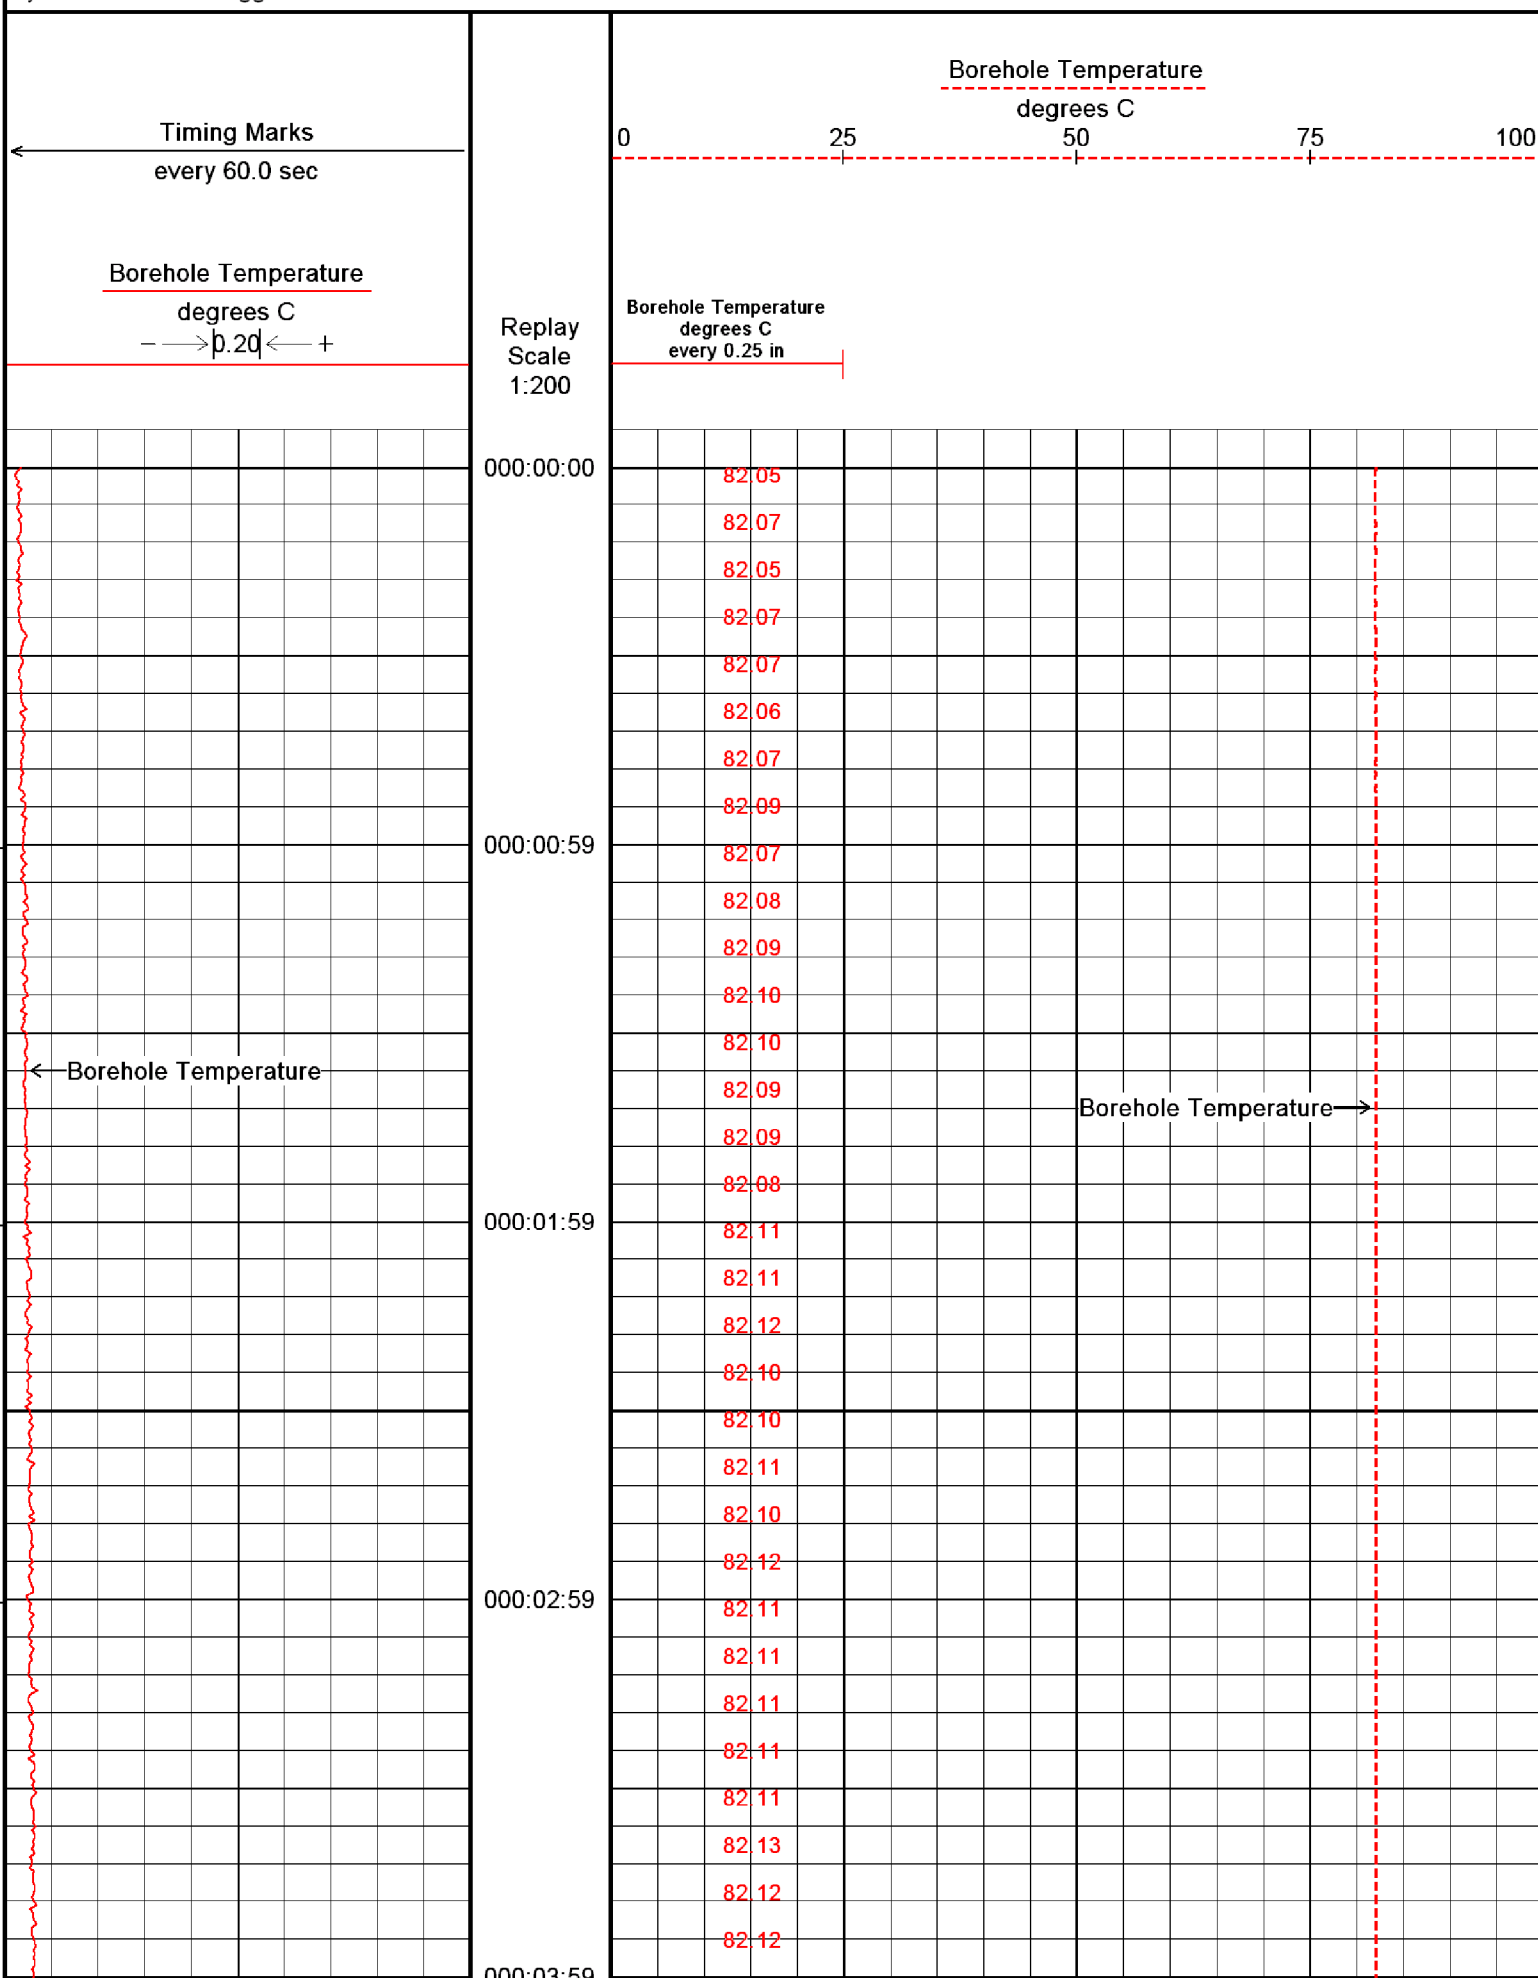 Timing Marks
every 60.0 sec
Borehole Temperature
degrees C
− 0.20 +
Replay
Scale
1:200
Borehole Temperature
degrees C
0 25 50 75 100
Borehole Temperature
degrees C
every 0.25 in
000:00:00
82.05
82.07
82.05
82.07
82.07
82.06
82.07
82.09
000:00:59
82.07
82.08
82.09
82.10
82.10
Borehole Temperature
82.09
Borehole Temperature
82.09
82.08
000:01:59
82.11
82.11
82.12
82.10
82.10
82.11
82.10
82.12
000:02:59
82.11
82.11
82.11
82.11
82.11
82.13
82.12
82.12
000:03:59